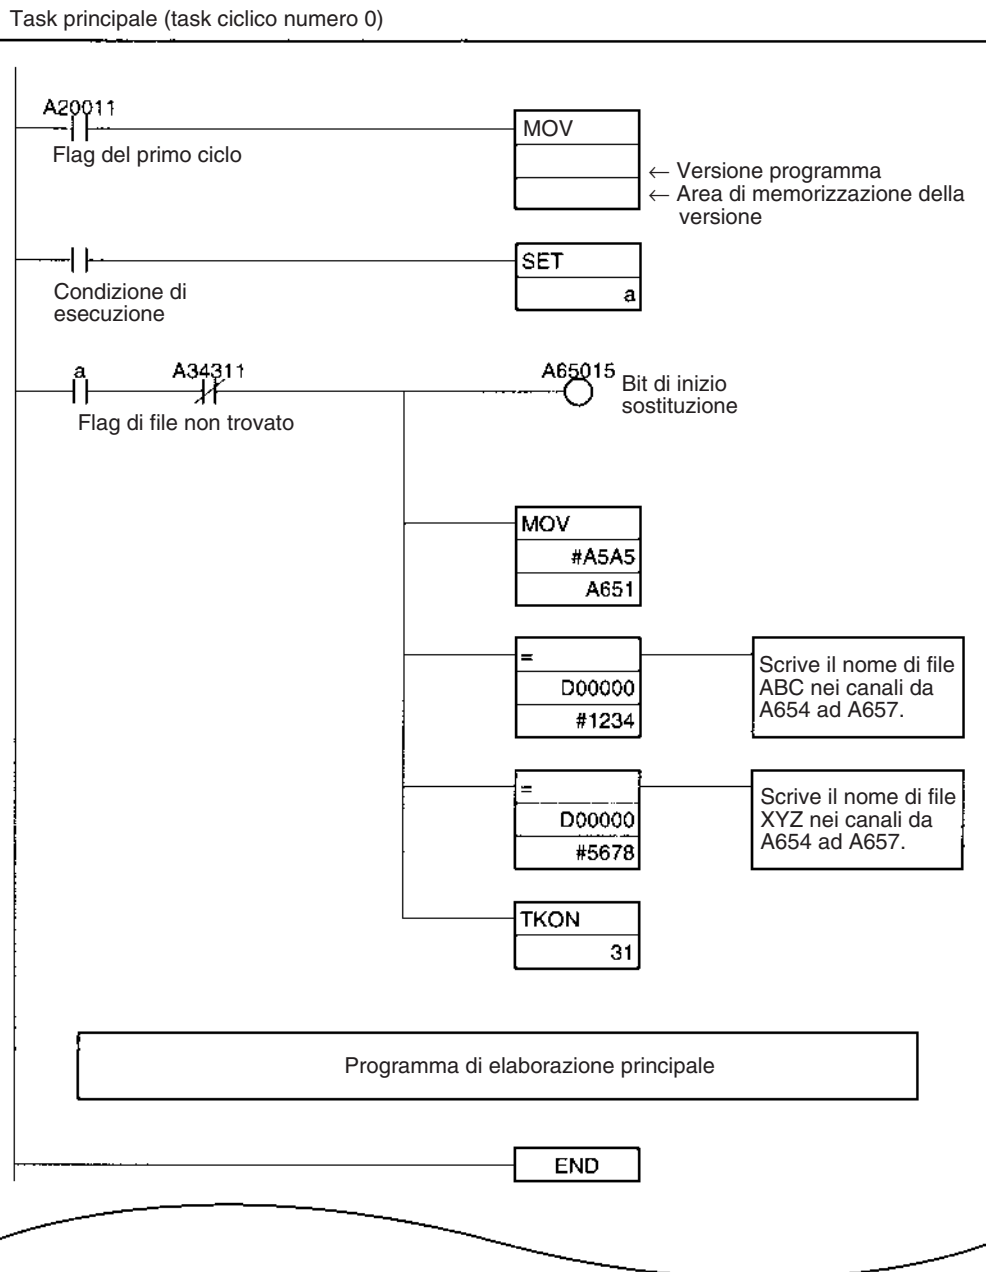 Task principale (task ciclico numero 0)
A20011
Flag del primo ciclo
MOV
← Versione programma
← Area di memorizzazione della
versione
Condizione di
esecuzione
SET
a
a
A34311
Flag di file non trovato
A65015
Bit di inizio
sostituzione
MOV
#A5A5
A651
=
D00000
#1234
Scrive il nome di file
ABC nei canali da
A654 ad A657.
=
D00000
#5678
Scrive il nome di file
XYZ nei canali da
A654 ad A657.
TKON
31
Programma di elaborazione principale
END